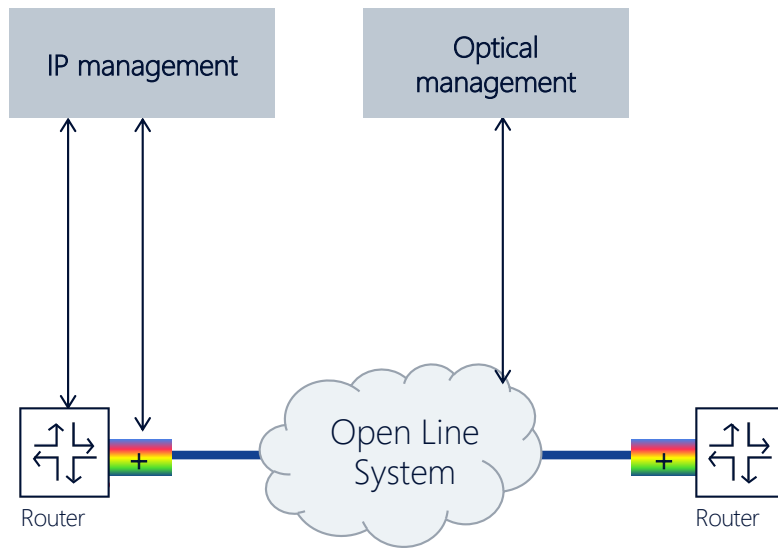 IP management
Optical
management
Open Line
System
+
+
Router
Router